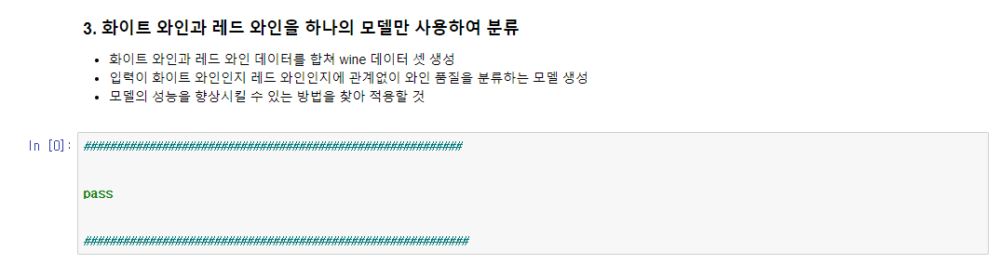 3. 화이트 와인과 레드 와인을 하나의 모델만 사용하여 분류
• 화이트 와인과 레드 와인 데이터를 합쳐 wine 데이터 셋 생성
• 입력이 화이트 와인인지 레드 와인인지에 관계없이 와인 품질을 분류하는 모델 생성
• 모델의 성능을 향상시킬 수 있는 방법을 찾아 적용할 것
In [0]: ##########################################################
pass
###########################################################